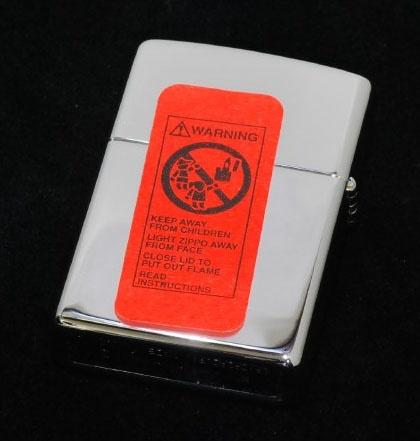 WARNING
KEEP AWAY
FROM CHILDREN
LIGHT ZIPPO AWAY
FROM FACE
CLOSE LID TO
PUT OUT FLAME
READ
INSTRUCTIONS